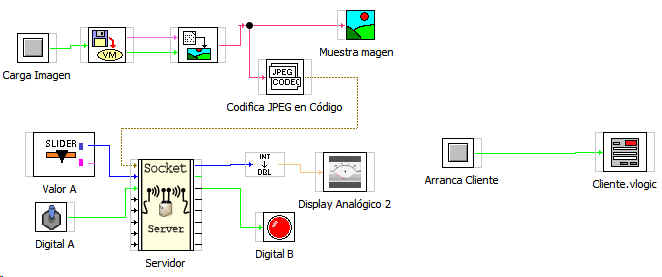 VM
Carga Imagen
Muestra magen
JPEG
CODEC
Codifica JPEG en Código
SLIDER
Valor A
Socket
Server
Servidor
INT
DBL
Display Analógico 2
Digital A
Digital B
Arranca Cliente
Cliente.vlogic